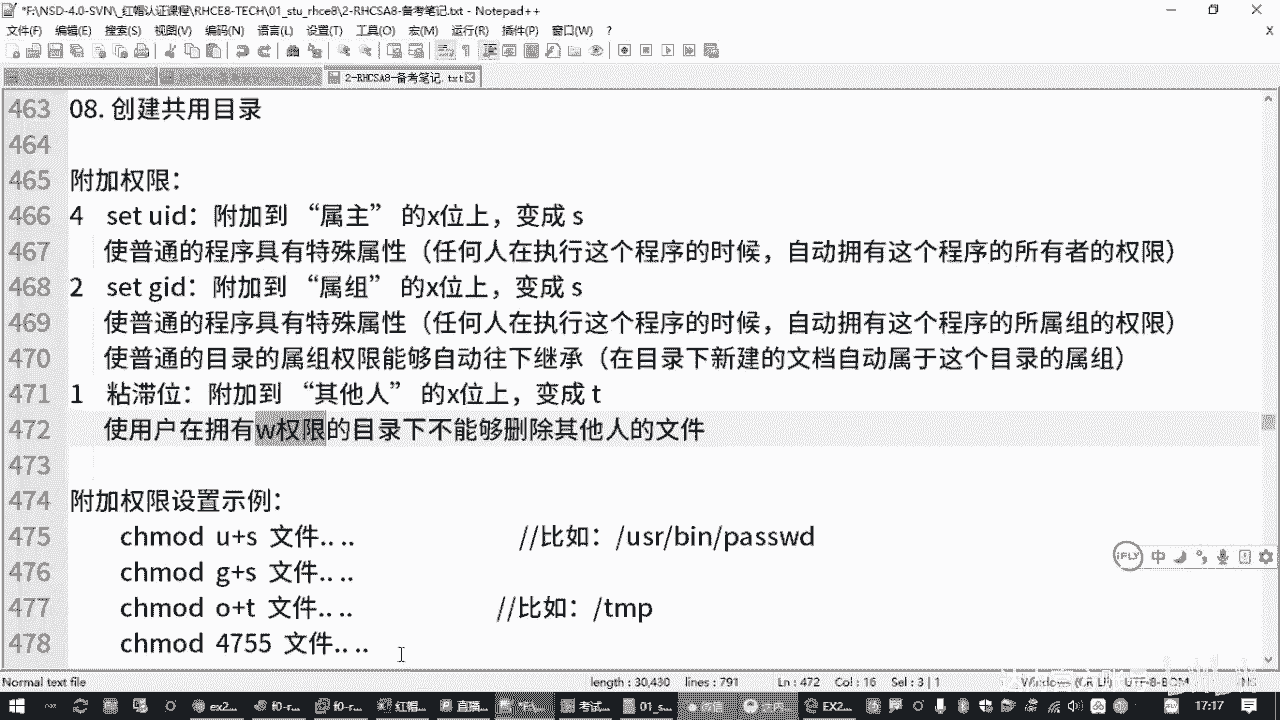 *F:\NSD-4.0-SVN\_红帽认证课程\RHCE8-TECH\01_stu_rhce8\2-RHCSA8-备考笔记.txt - Notepad++
文件(F) 编辑(E) 搜索(S) 视图(V) 编码(N) 语言(L) 设置(T) 工具(O) 宏(M) 运行(R) 插件(P) 窗口(W) ? X
2-RHCSA8-备考笔记.txt
463 08. 创建共用目录
464
465 附加权限：
466 4 set uid：附加到 “属主” 的x位上，变成 s
467 使普通的程序具有特殊属性（任何人在执行这个程序的时候，自动拥有这个程序的所有者的权限）
468 2 set gid：附加到 “属组” 的x位上，变成 s
469 使普通的程序具有特殊属性（任何人在执行这个程序的时候，自动拥有这个程序的所属组的权限）
470 使普通的目录的属组权限能够自动往下继承（在目录下新建的文档自动属于这个目录的属组）
471 1 粘滞位：附加到 “其他人” 的x位上，变成 t
472 使用户在拥有w权限的目录下不能够删除其他人的文件
473
474 附加权限设置示例：
475 chmod u+s 文件.. .. //比如：/usr/bin/passwd
476 chmod g+s 文件.. ..
477 chmod o+t 文件.. .. //比如：/tmp
478 chmod 4755 文件.. ..
iFLY 中
Normal text file length : 30,430 lines : 791 Ln : 472 Col : 16 Sel : 3 | 1 Windows (CR LF) UTF-8-BOM
ex2... f0-r... f0-r... 红帽... 直播... 考试... 01_s... EX2... 17:17